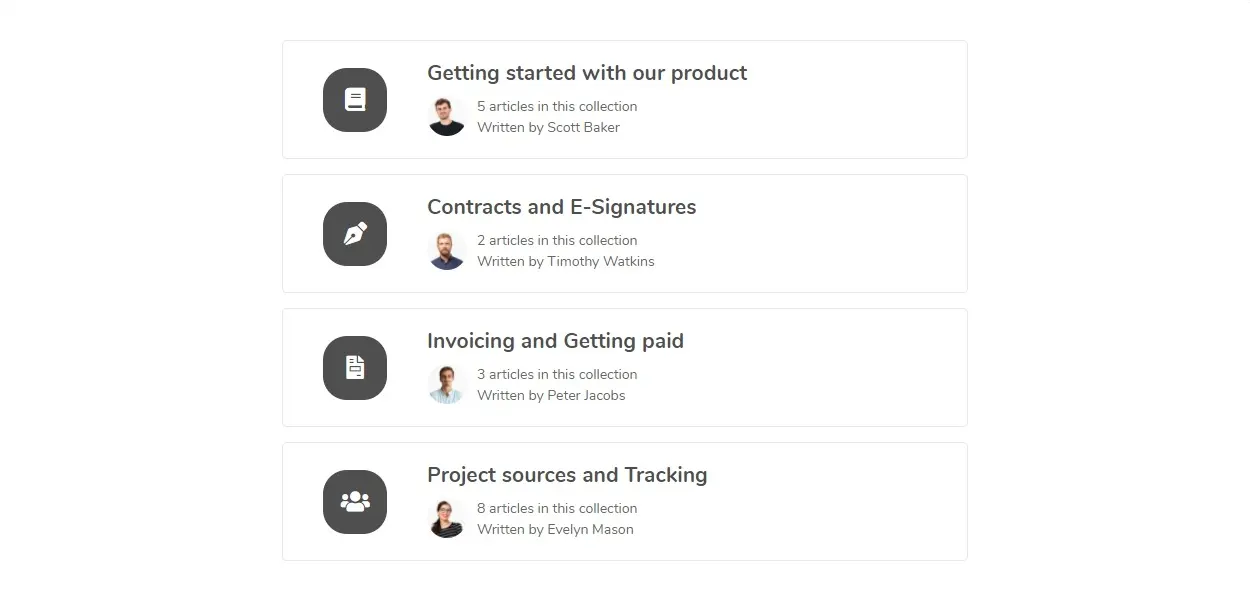 Getting started with our product
5 articles in this collection
Written by Scott Baker
Contracts and E-Signatures
2 articles in this collection
Written by Timothy Watkins
Invoicing and Getting paid
3 articles in this collection
Written by Peter Jacobs
Project sources and Tracking
8 articles in this collection
Written by Evelyn Mason